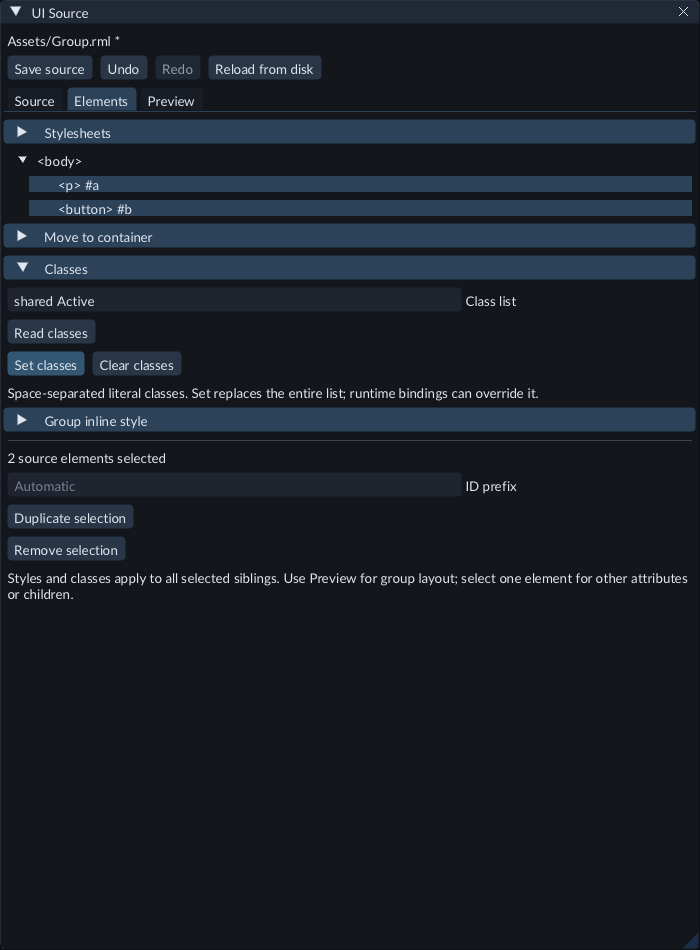 UI Source
Assets/Group.rml *
Save source Undo Redo Reload from disk
Source Elements Preview
Stylesheets
<body>
<p> #a
<button> #b
Move to container
Classes
shared Active Class list
Read classes
Set classes Clear classes
Space-separated literal classes. Set replaces the entire list; runtime bindings can override it.
Group inline style
2 source elements selected
Automatic ID prefix
Duplicate selection
Remove selection
Styles and classes apply to all selected siblings. Use Preview for group layout; select one element for other attributes
or children.